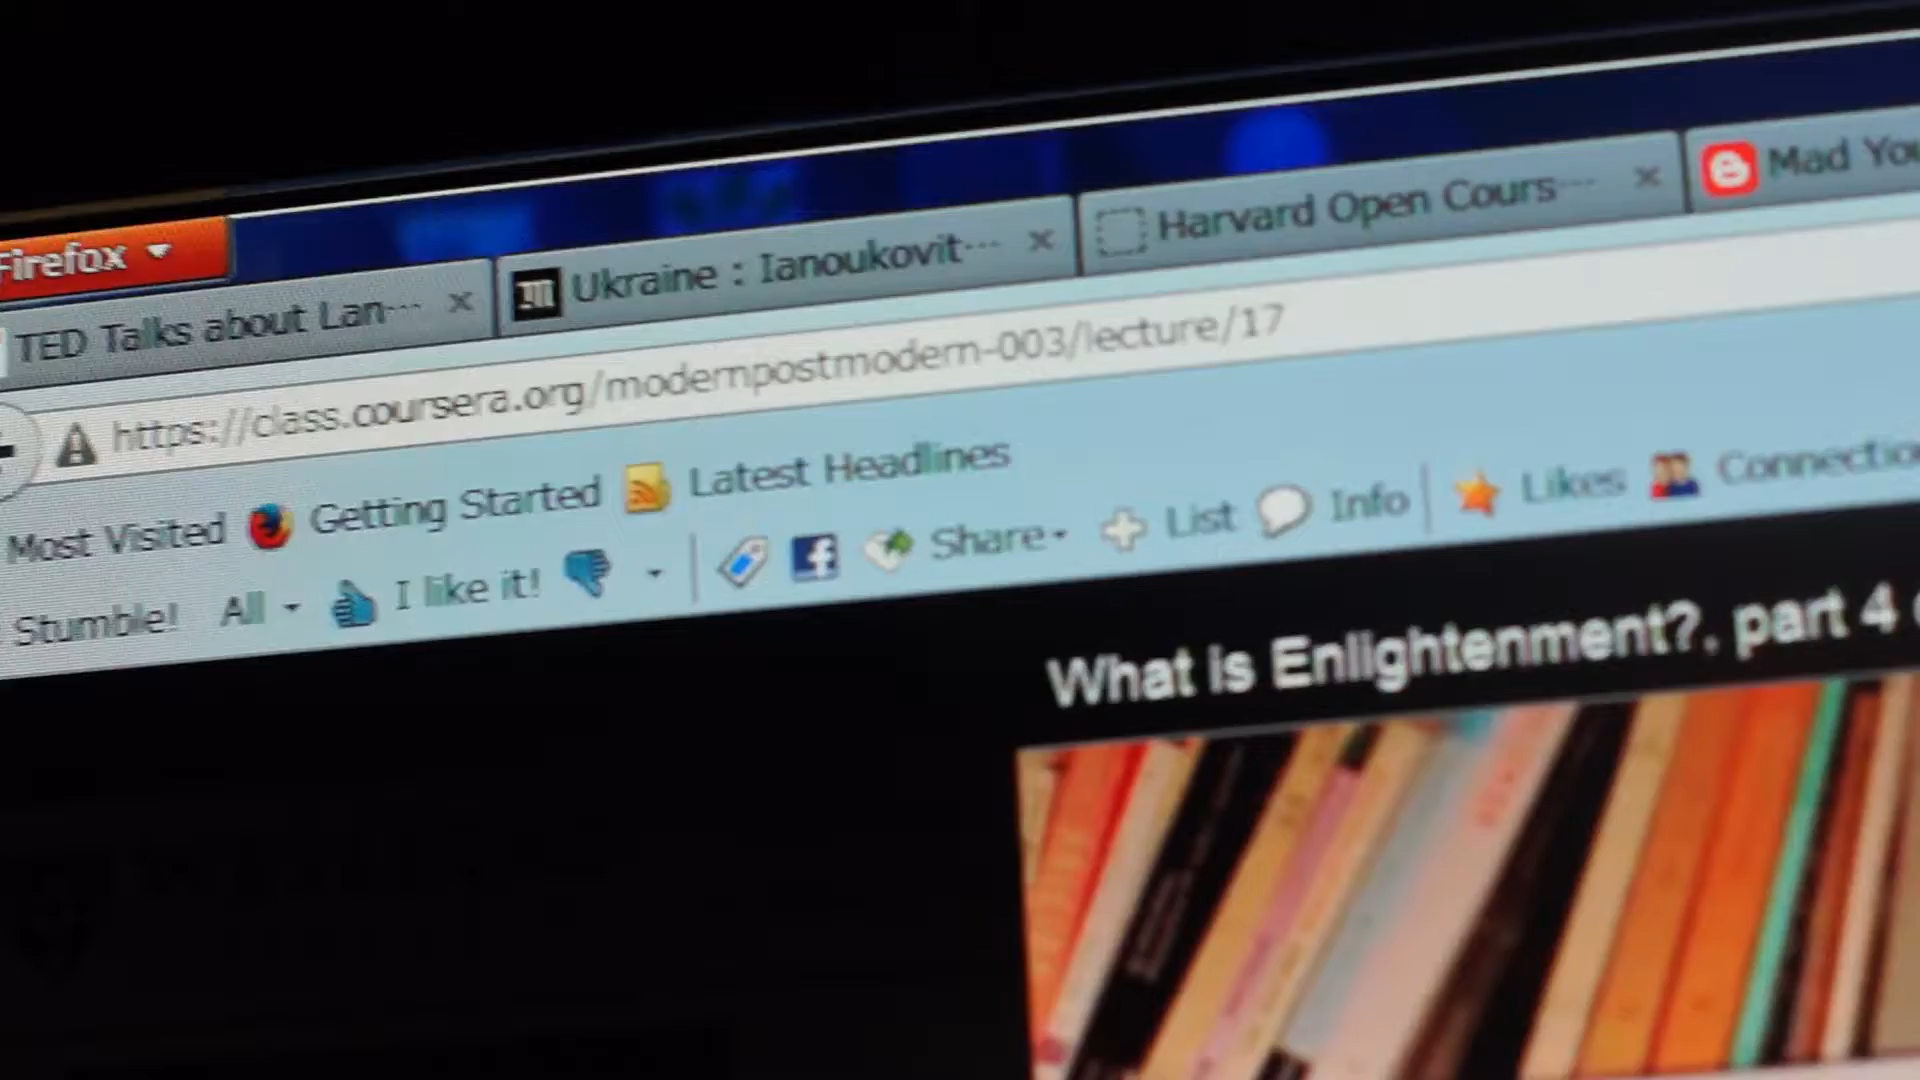 Firefox
TED Talks about Lan... Ukraine : Ianoukovit... Harvard Open Cours... Mad You
https://class.coursera.org/modernpostmodern-003/lecture/17
Most Visited Getting Started Latest Headlines
Stumble! All I like it! Share List Info Likes Connectio
What is Enlightenment?, part 4